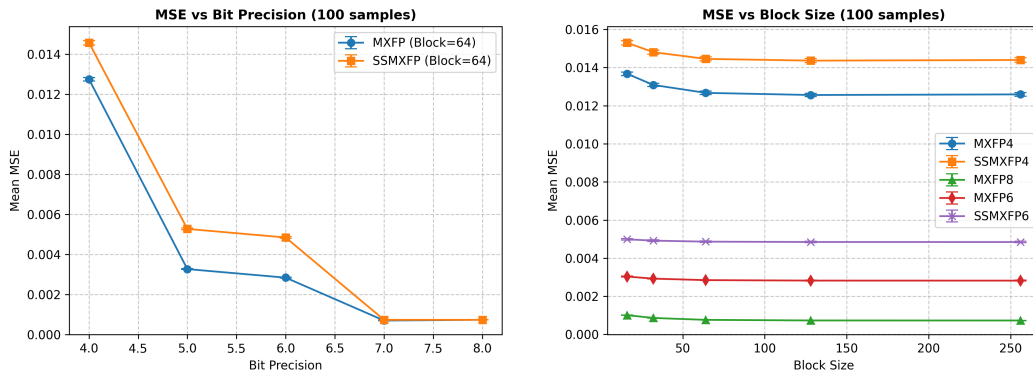 MSE vs Bit Precision (100 samples)
MXFP (Block=64)
SSMXFP (Block=64)
Mean MSE
0.014
0.012
0.010
0.008
0.006
0.004
0.002
0.000
4.0 4.5 5.0 5.5 6.0 6.5 7.0 7.5 8.0
Bit Precision
MSE vs Block Size (100 samples)
Mean MSE
0.016
0.014
0.012
0.010
0.008
0.006
0.004
0.002
0.000
MXFP4
SSMXFP4
MXFP8
MXFP6
SSMXFP6
50 100 150 200 250
Block Size